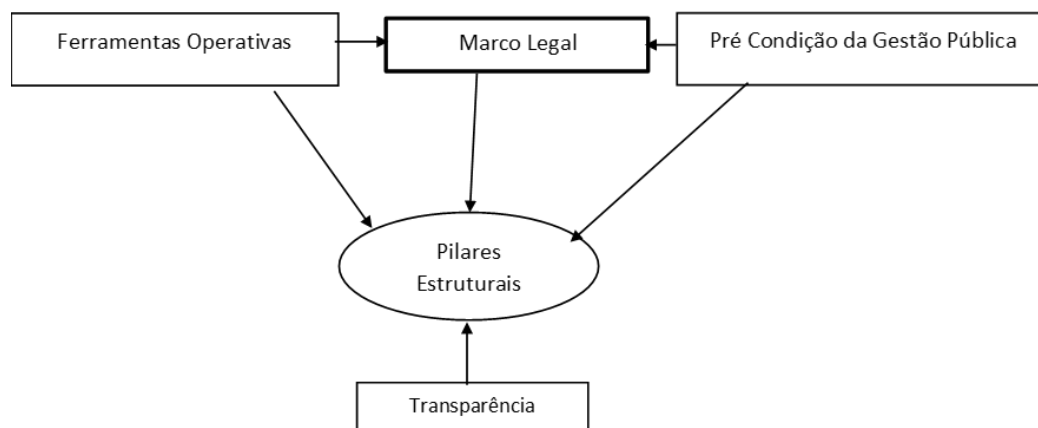 Ferramentas Operativas
Marco Legal
Pré Condição da Gestão Pública
Pilares
Estruturais
Transparência